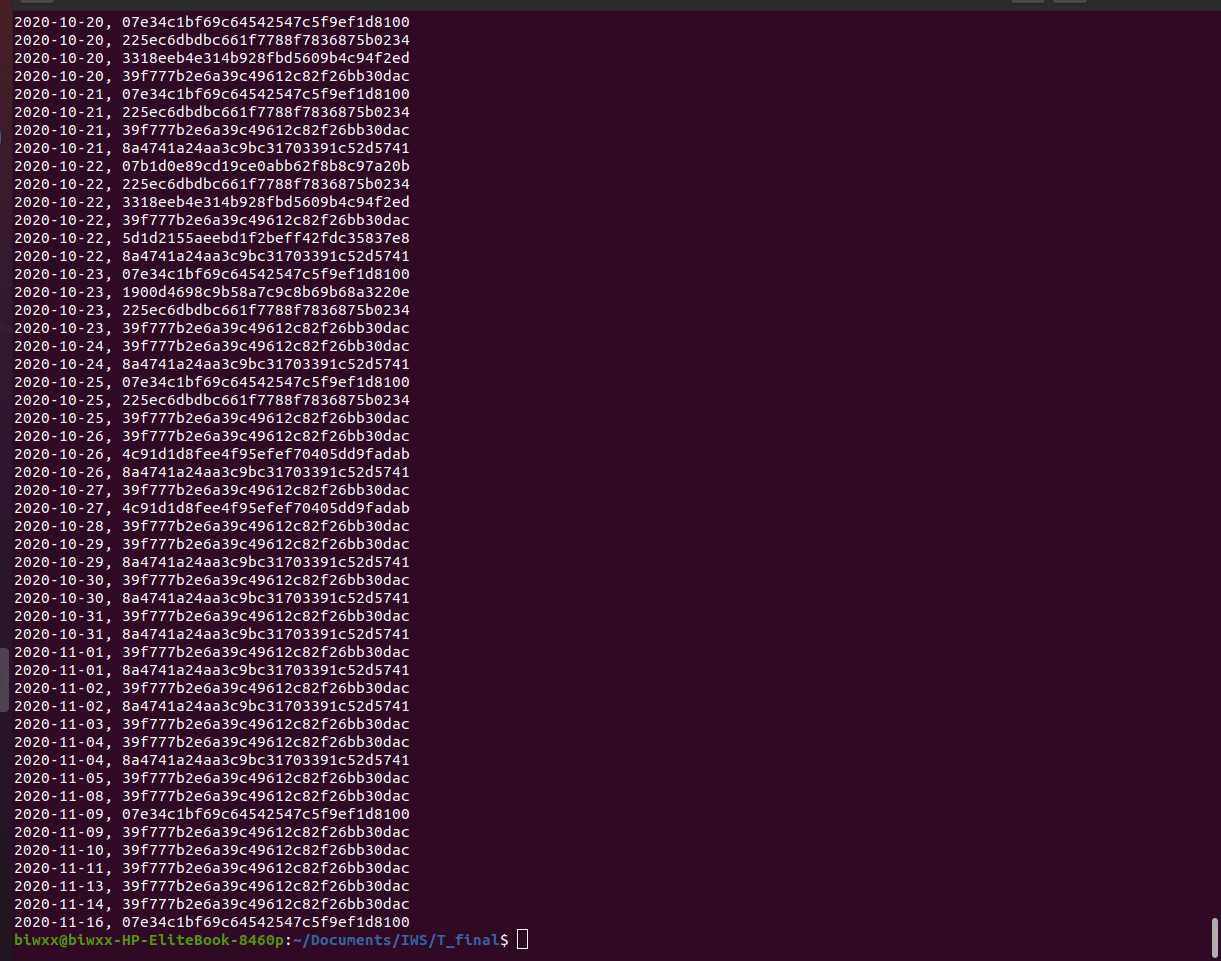 2020-10-20, 07e34c1bf69c64542547c5f9ef1d8100
2020-10-20, 225ec6dbdbc661f7788f7836875b0234
2020-10-20, 3318eeb4e314b928fbd5609b4c94f2ed
2020-10-20, 39f777b2e6a39c49612c82f26bb30dac
2020-10-21, 07e34c1bf69c64542547c5f9ef1d8100
2020-10-21, 225ec6dbdbc661f7788f7836875b0234
2020-10-21, 39f777b2e6a39c49612c82f26bb30dac
2020-10-21, 8a4741a24aa3c9bc31703391c52d5741
2020-10-22, 07b1d0e89cd19ce0abb62f8b8c97a20b
2020-10-22, 225ec6dbdbc661f7788f7836875b0234
2020-10-22, 3318eeb4e314b928fbd5609b4c94f2ed
2020-10-22, 39f777b2e6a39c49612c82f26bb30dac
2020-10-22, 5d1d2155aeebd1f2beff42fdc35837e8
2020-10-22, 8a4741a24aa3c9bc31703391c52d5741
2020-10-23, 07e34c1bf69c64542547c5f9ef1d8100
2020-10-23, 1900d4698c9b58a7c9c8b69b68a3220e
2020-10-23, 225ec6dbdbc661f7788f7836875b0234
2020-10-23, 39f777b2e6a39c49612c82f26bb30dac
2020-10-24, 39f777b2e6a39c49612c82f26bb30dac
2020-10-24, 8a4741a24aa3c9bc31703391c52d5741
2020-10-25, 07e34c1bf69c64542547c5f9ef1d8100
2020-10-25, 225ec6dbdbc661f7788f7836875b0234
2020-10-25, 39f777b2e6a39c49612c82f26bb30dac
2020-10-26, 39f777b2e6a39c49612c82f26bb30dac
2020-10-26, 4c91d1d8fee4f95efef70405dd9fadab
2020-10-26, 8a4741a24aa3c9bc31703391c52d5741
2020-10-27, 39f777b2e6a39c49612c82f26bb30dac
2020-10-27, 4c91d1d8fee4f95efef70405dd9fadab
2020-10-28, 39f777b2e6a39c49612c82f26bb30dac
2020-10-29, 39f777b2e6a39c49612c82f26bb30dac
2020-10-29, 8a4741a24aa3c9bc31703391c52d5741
2020-10-30, 39f777b2e6a39c49612c82f26bb30dac
2020-10-30, 8a4741a24aa3c9bc31703391c52d5741
2020-10-31, 39f777b2e6a39c49612c82f26bb30dac
2020-10-31, 8a4741a24aa3c9bc31703391c52d5741
2020-11-01, 39f777b2e6a39c49612c82f26bb30dac
2020-11-01, 8a4741a24aa3c9bc31703391c52d5741
2020-11-02, 39f777b2e6a39c49612c82f26bb30dac
2020-11-02, 8a4741a24aa3c9bc31703391c52d5741
2020-11-03, 39f777b2e6a39c49612c82f26bb30dac
2020-11-04, 39f777b2e6a39c49612c82f26bb30dac
2020-11-04, 8a4741a24aa3c9bc31703391c52d5741
2020-11-05, 39f777b2e6a39c49612c82f26bb30dac
2020-11-08, 39f777b2e6a39c49612c82f26bb30dac
2020-11-09, 07e34c1bf69c64542547c5f9ef1d8100
2020-11-09, 39f777b2e6a39c49612c82f26bb30dac
2020-11-10, 39f777b2e6a39c49612c82f26bb30dac
2020-11-11, 39f777b2e6a39c49612c82f26bb30dac
2020-11-13, 39f777b2e6a39c49612c82f26bb30dac
2020-11-14, 39f777b2e6a39c49612c82f26bb30dac
2020-11-16, 07e34c1bf69c64542547c5f9ef1d8100
biwxx@biwxx-HP-EliteBook-8460p:~/Documents/IWS/T_final$